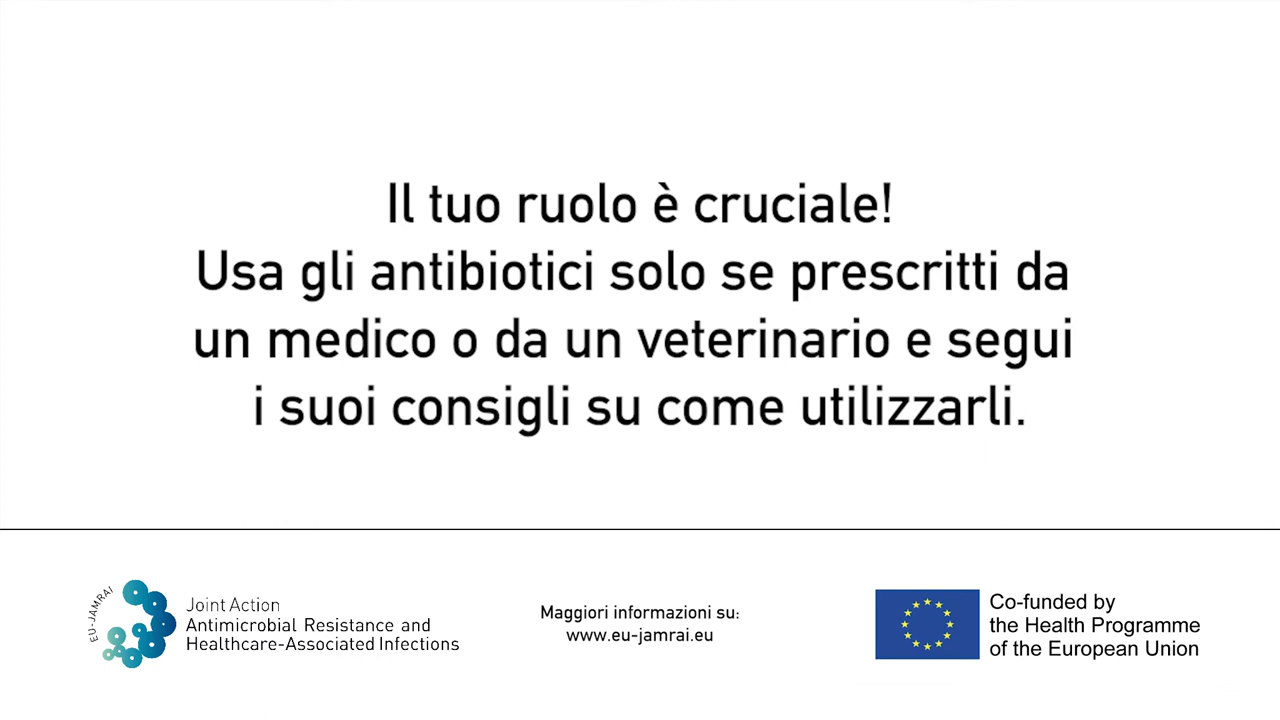 Il tuo ruolo è cruciale!
Usa gli antibiotici solo se prescritti da
un medico o da un veterinario e segui
i suoi consigli su come utilizzarli.
EU-JAMRAI
Joint Action
Antimicrobial Resistance and
Healthcare-Associated Infections
Maggiori informazioni su:
www.eu-jamrai.eu
Co-funded by
the Health Programme
of the European Union